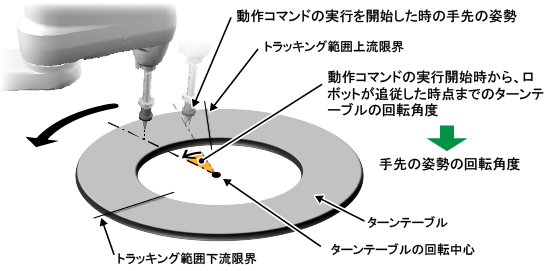 動作コマンドの実行を開始した時の手先の姿勢
トラッキング範囲上流限界
動作コマンドの実行開始時から、ロ
ボットが追従した時点までのターンテ
ーブルの回転角度
手先の姿勢の回転角度
ターンテーブル
ターンテーブルの回転中心
トラッキング範囲下流限界